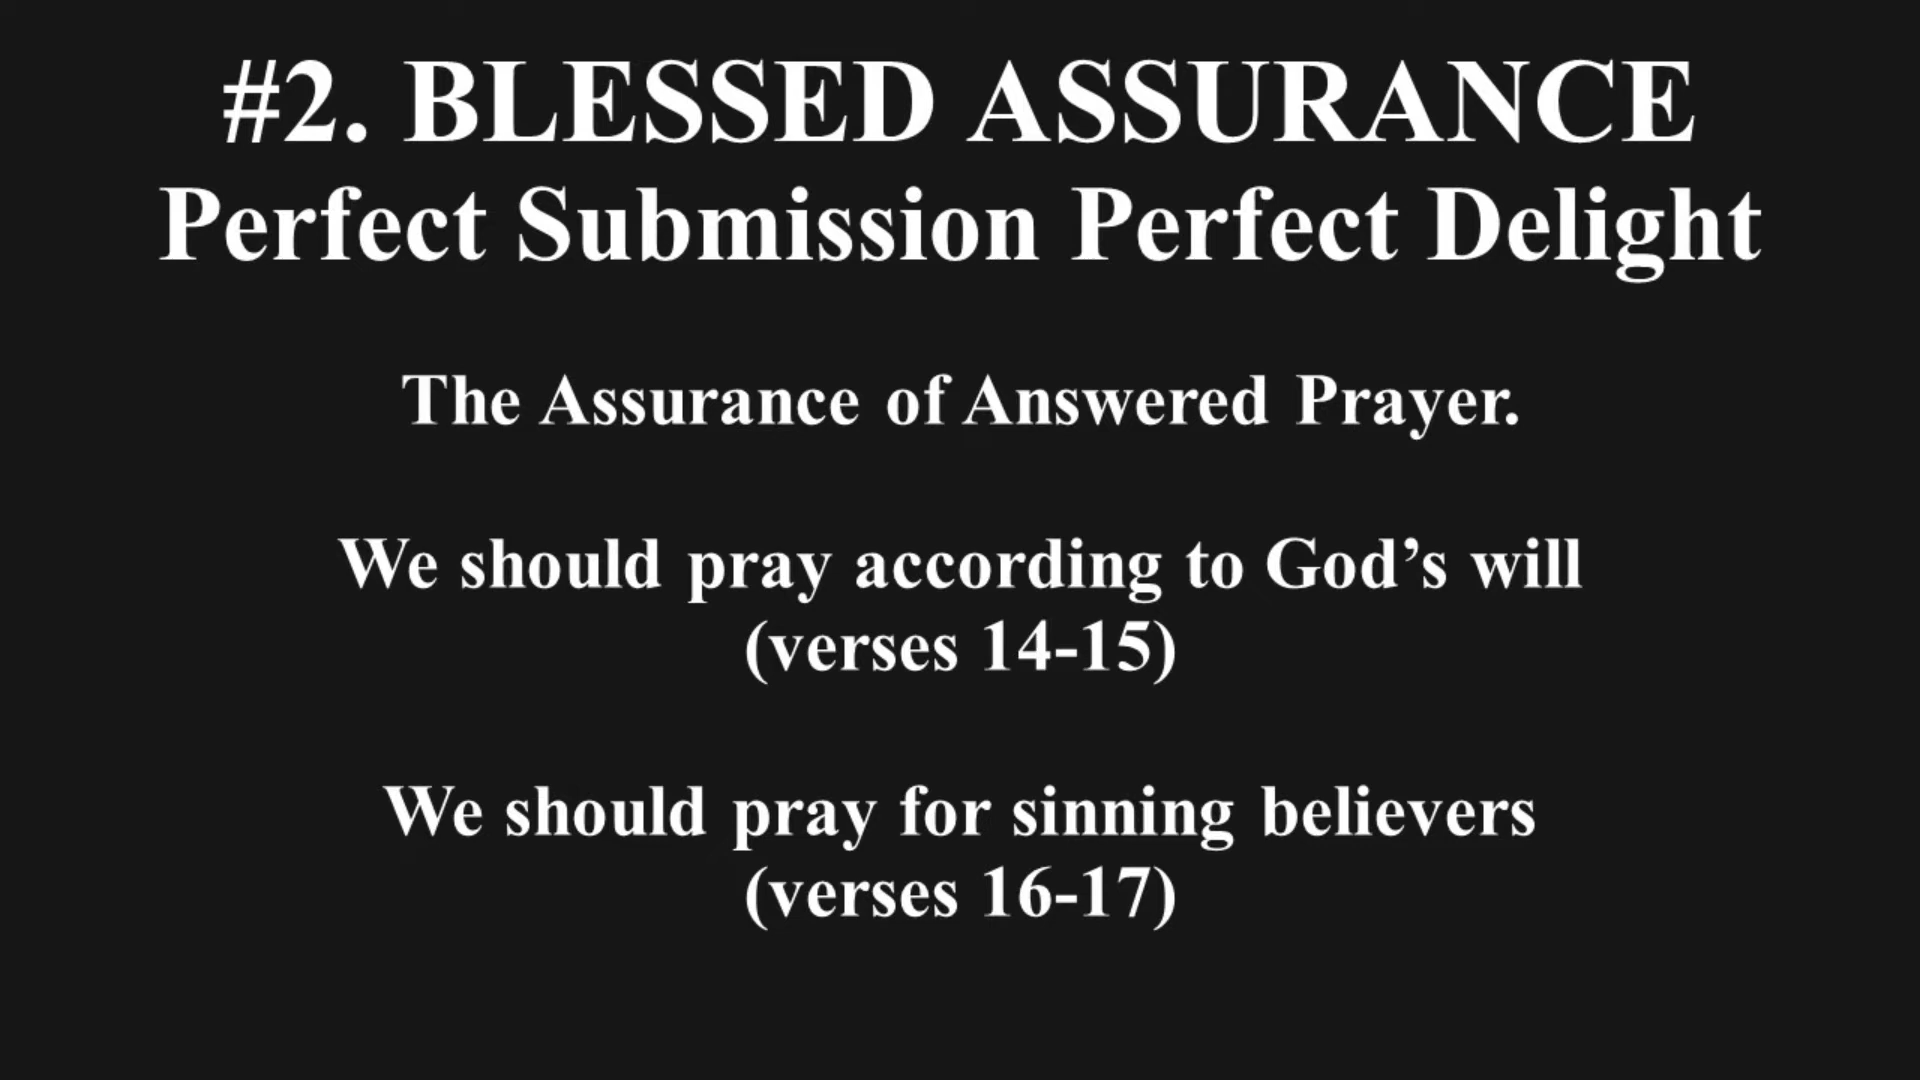 #2. BLESSED ASSURANCE
Perfect Submission Perfect Delight
The Assurance of Answered Prayer.
We should pray according to God’s will
(verses 14-15)
We should pray for sinning believers
(verses 16-17)